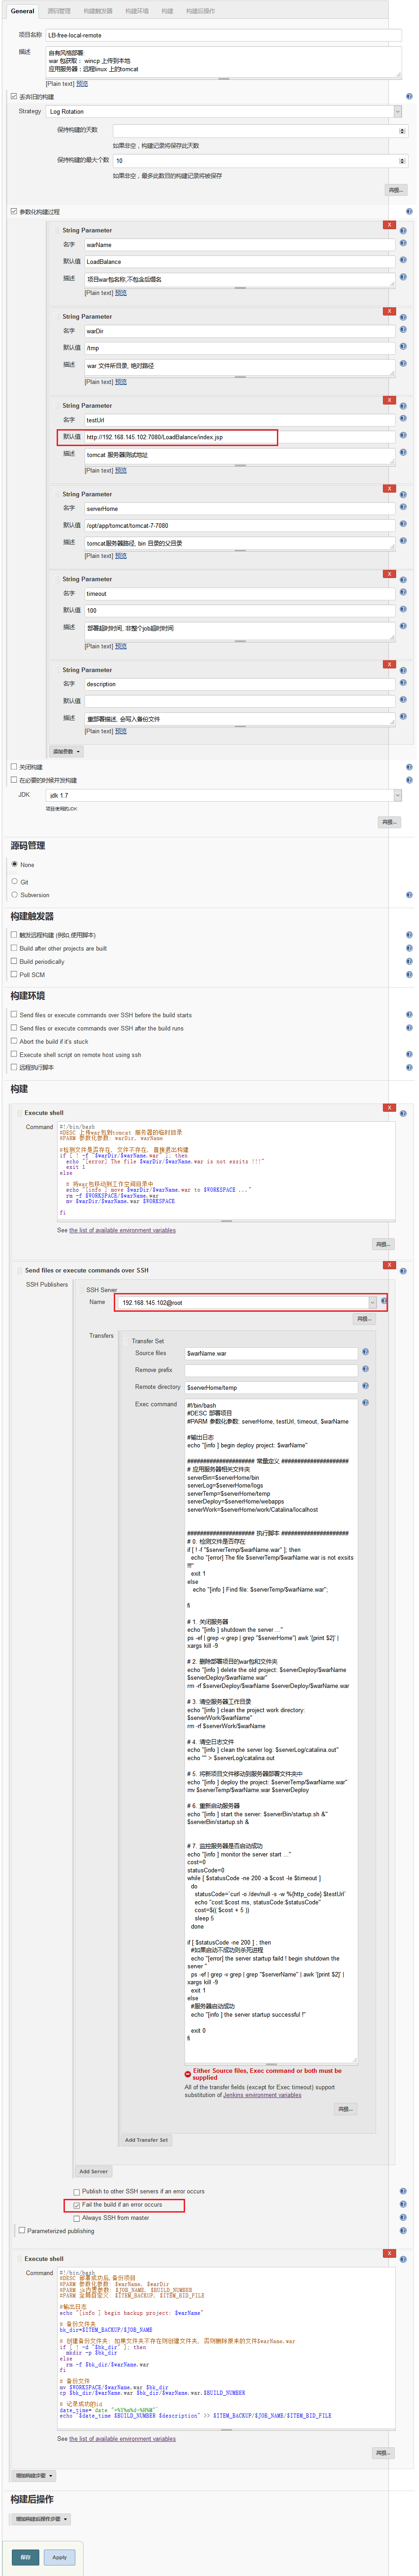 General 源码管理 构建触发器 构建环境 构建 构建后操作
项目名称 LB-free-local-remote
描述 自有风格部署:
war 包获取： wincp 上传到本地
应用服务器：远程linux 上的tomcat
[Plain text] 预览
丢弃旧的构建
Strategy Log Rotation
保持构建的天数
如果非空，构建记录将保存此天数
保持构建的最大个数 10
如果非空，最多此数目的构建记录将被保存
高级...
参数化构建过程
X
String Parameter
名字 warName
默认值 LoadBalance
描述 项目war包名称,不包含后缀名
[Plain text] 预览
X
String Parameter
名字 warDir
默认值 /tmp
描述 war 文件所目录, 绝对路径
[Plain text] 预览
X
String Parameter
名字 testUrl
默认值 http://192.168.145.102:7080/LoadBalance/index.jsp
描述 tomcat 服务器测试地址
[Plain text] 预览
X
String Parameter
名字 serverHome
默认值 /opt/app/tomcat/tomcat-7-7080
描述 tomcat服务器路径, bin 目录的父目录
[Plain text] 预览
X
String Parameter
名字 timeout
默认值 100
描述 部署超时时间, 非整个job超时时间
[Plain text] 预览
X
String Parameter
名字 description
默认值
描述 重部署描述, 会写入备份文件
[Plain text] 预览
添加参数
关闭构建
在必要的时候并发构建
JDK jdk 1.7
项目使用的JDK
高级...
源码管理
None
Git
Subversion
构建触发器
触发远程构建 (例如,使用脚本)
Build after other projects are built
Build periodically
Poll SCM
构建环境
Send files or execute commands over SSH before the build starts
Send files or execute commands over SSH after the build runs
Abort the build if it's stuck
Execute shell script on remote host using ssh
远程执行脚本
构建
X
Execute shell
Command #!/bin/bash
#DESC 上传war包到tomcat 服务器的临时目录
#PARM 参数化参数: warDir, warName
#检测文件是否存在, 文件不存在, 直接退出构建
if [ ! -f "$warDir/$warName.war" ]; then
echo "[error] The file $warDir/$warName.war is not exsits !!!"
exit 1
else
# 将war包移动到工作空间目录中
echo "[info ] move $warDir/$warName.war to $WORKSPACE ..."
rm -f $WORKSPACE/$warName.war
mv $warDir/$warName.war $WORKSPACE
fi
See the list of available environment variables
高级...
X
Send files or execute commands over SSH
SSH Publishers
SSH Server
Name 192.168.145.102@root
高级...
Transfers
Transfer Set
Source files $warName.war
Remove prefix
Remote directory $serverHome/temp
Exec command #!/bin/bash
#DESC 部署项目
#PARM 参数化参数: serverHome, testUrl, timeout, $warName
#输出日志
echo "[info ] begin deploy project: $warName"
##################### 常量定义 #####################
# 应用服务器相关文件夹
serverBin=$serverHome/bin
serverLog=$serverHome/logs
serverTemp=$serverHome/temp
serverDeploy=$serverHome/webapps
serverWork=$serverHome/work/Catalina/localhost
##################### 执行脚本 #####################
# 0: 检测文件是否存在
if [ ! -f "$serverTemp/$warName.war" ]; then
echo "[error] The file $serverTemp/$warName.war is not exsits
!!!"
exit 1
else
echo "[info ] Find file: $serverTemp/$warName.war";
fi
# 1. 关闭服务器
echo "[info ] shutdown the server ..."
ps -ef | grep -v grep | grep "$serverHome"| awk '{print $2}' |
xargs kill -9
# 2. 删除部署项目的war包和文件夹
echo "[info ] delete the old project: $serverDeploy/$warName
$serverDeploy/$warName.war"
rm -rf $serverDeploy/$warName $serverDeploy/$warName.war
# 3. 清空服务器工作目录
echo "[info ] clean the project work directory:
$serverWork/$warName"
rm -rf $serverWork/$warName
# 4. 清空日志文件
echo "[info ] clean the server log: $serverLog/catalina.out"
echo "" > $serverLog/catalina.out
# 5. 将新项目文件移动到服务器部署文件夹中
echo "[info ] deploy the project: $serverTemp/$warName.war"
mv $serverTemp/$warName.war $serverDeploy
# 6. 重新启动服务器
echo "[info ] start the server: $serverBin/startup.sh &"
$serverBin/startup.sh &
# 7. 监控服务器是否启动成功
echo "[info ] monitor the server start ..."
cost=0
statusCode=0
while [ $statusCode -ne 200 -a $cost -le $timeout ]
do
statusCode=`curl -o /dev/null -s -w %{http_code} $testUrl`
echo "cost:$cost ms, statusCode:$statusCode"
cost=$(( $cost + 5 ))
sleep 5
done
if [ $statusCode -ne 200 ] ; then
#如果启动不成功则杀死进程
echo "[error] the server startup faild ! begin shutdown the
server "
ps -ef | grep -v grep | grep "$serverName" | awk '{print $2}' |
xargs kill -9
exit 1
else
#服务器启动成功
echo "[info ] the server startup successful !"
exit 0
fi
Either Source files, Exec command or both must be
supplied
All of the transfer fields (except for Exec timeout) support
substitution of Jenkins environment variables
高级...
Add Transfer Set
Add Server
Publish to other SSH servers if an error occurs
Fail the build if an error occurs
Always SSH from master
Parameterized publishing
X
Execute shell
Command #!/bin/bash
#DESC 部署成功后,备份项目
#PARM 参数化参数: $warName, $warDir
#PARM jk内置参数: $JOB_NAME, $BUILD_NUMBER
#PARM 全局自定义: $ITEM_BACKUP, $ITEM_BID_FILE
#输出日志
echo "[info ] begin backup project: $warName"
# 备份文件夹
bk_dir=$ITEM_BACKUP/$JOB_NAME
# 创建备份文件夹: 如果文件夹不存在则创建文件夹, 否则删除原来的文件$warName.war
if [ ! -d "$bk_dir" ]; then
mkdir -p $bk_dir
else
rm -f $bk_dir/$warName.war
fi
# 备份文件
mv $WORKSPACE/$warName.war $bk_dir
cp $bk_dir/$warName.war $bk_dir/$warName.war.$BUILD_NUMBER
# 记录成功的id
date_time=`date "+%Y%m%d-%H%M"`
echo "$date_time $BUILD_NUMBER $description" >> $ITEM_BACKUP/$JOB_NAME/$ITEM_BID_FILE
See the list of available environment variables
高级...
增加构建步骤
构建后操作
增加构建后操作步骤
保存 Apply